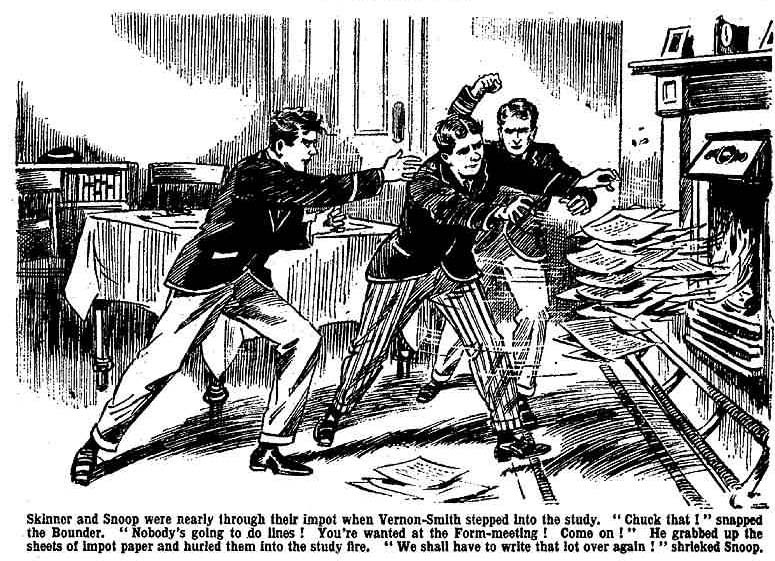 Skinner and Snoop were nearly through their impot when Vernon-Smith stepped into the study. "Chuck that!" snapped
the Bounder. "Nobody's going to do lines! You're wanted at the Form-meeting! Come on!" He grabbed up the
sheets of impot paper and hurled them into the study fire. "We shall have to write that lot over again!" shrieked Snoop.